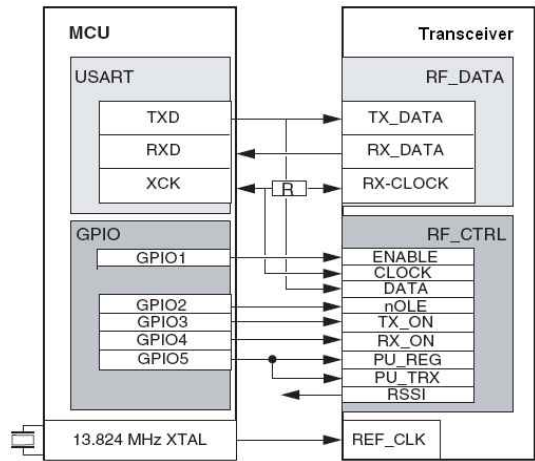 MCU
Transceiver
USART
RF_DATA
TXD
TX_DATA
RXD
RX_DATA
XCK
R
RX-CLOCK
GPIO
RF_CTRL
GPIO1
ENABLE
CLOCK
DATA
GPIO2
nOLE
GPIO3
TX_ON
GPIO4
RX_ON
GPIO5
PU_REG
PU_TRX
RSSI
13.824 MHz XTAL
REF_CLK